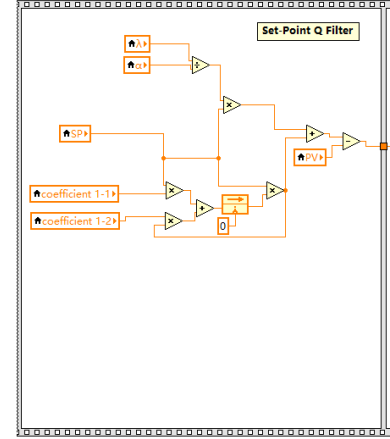 Set-Point Q Filter
λ
α
÷
×
SP
+
PV
-
coefficient 1-1
×
×
coefficient 1-2
+
×
0